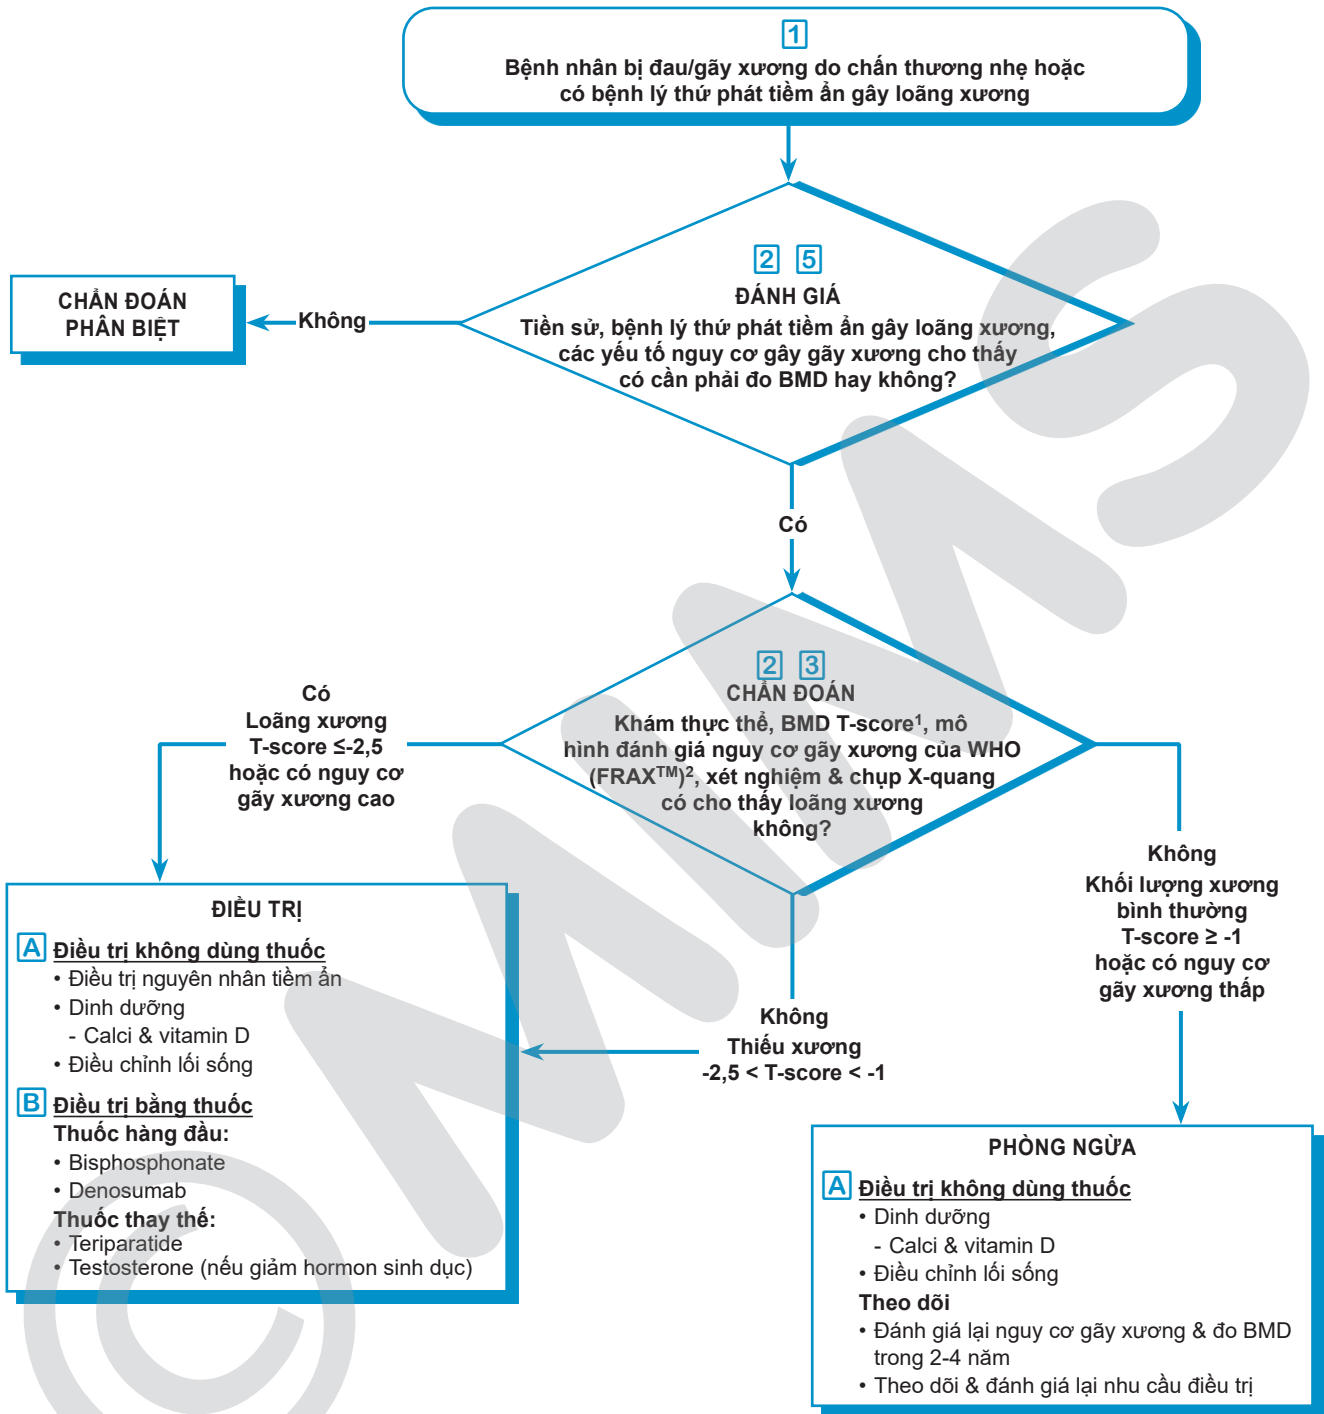 1
Bệnh nhân bị đau/gãy xương do chấn thương nhẹ hoặc
có bệnh lý thứ phát tiềm ẩn gây loãng xương
2 5
ĐÁNH GIÁ
Tiền sử, bệnh lý thứ phát tiềm ẩn gây loãng xương,
các yếu tố nguy cơ gây gãy xương cho thấy
có cần phải đo BMD hay không?
Không
CHẨN ĐOÁN
PHÂN BIỆT
Có
2 3
CHẨN ĐOÁN
Khám thực thể, BMD T-score¹, mô
hình đánh giá nguy cơ gãy xương của WHO
(FRAX™)², xét nghiệm & chụp X-quang
có cho thấy loãng xương
không?
Có
Loãng xương
T-score ≤-2,5
hoặc có nguy cơ
gãy xương cao
Không
Thiếu xương
-2,5 < T-score < -1
Không
Khối lượng xương
bình thường
T-score ≥ -1
hoặc có nguy cơ
gãy xương thấp
ĐIỀU TRỊ
A Điều trị không dùng thuốc
• Điều trị nguyên nhân tiềm ẩn
• Dinh dưỡng
- Calci & vitamin D
• Điều chỉnh lối sống
B Điều trị bằng thuốc
Thuốc hàng đầu:
• Bisphosphonate
• Denosumab
Thuốc thay thế:
• Teriparatide
• Testosterone (nếu giảm hormon sinh dục)
PHÒNG NGỪA
A Điều trị không dùng thuốc
• Dinh dưỡng
- Calci & vitamin D
• Điều chỉnh lối sống
Theo dõi
• Đánh giá lại nguy cơ gãy xương & đo BMD
trong 2-4 năm
• Theo dõi & đánh giá lại nhu cầu điều trị
©MIMS